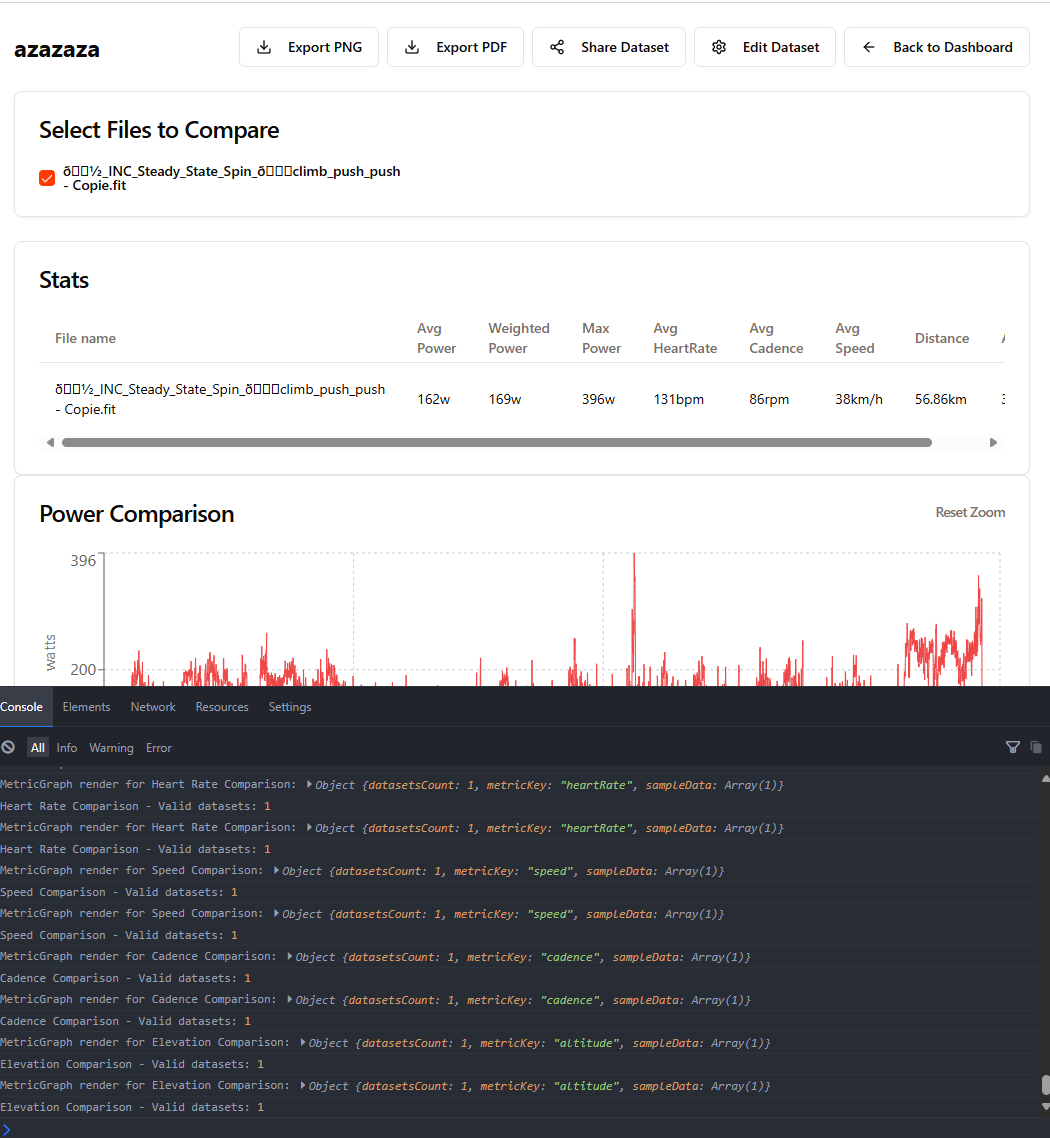 azazaza
Export PNG
Export PDF
Share Dataset
Edit Dataset
Back to Dashboard
Select Files to Compare
ð□□½_INC_Steady_State_Spin_ð□□□climb_push_push
- Copie.fit
Stats
File name
Avg Power
Weighted Power
Max Power
Avg HeartRate
Avg Cadence
Avg Speed
Distance
ð□□½_INC_Steady_State_Spin_ð□□□climb_push_push
- Copie.fit
162w
169w
396w
131bpm
86rpm
38km/h
56.86km
Power Comparison
Reset Zoom
396
watts
200
Console Elements Network Resources Settings
All Info Warning Error
MetricGraph render for Heart Rate Comparison: Object {datasetsCount: 1, metricKey: "heartRate", sampleData: Array(1)}
Heart Rate Comparison - Valid datasets: 1
MetricGraph render for Heart Rate Comparison: Object {datasetsCount: 1, metricKey: "heartRate", sampleData: Array(1)}
Heart Rate Comparison - Valid datasets: 1
MetricGraph render for Speed Comparison: Object {datasetsCount: 1, metricKey: "speed", sampleData: Array(1)}
Speed Comparison - Valid datasets: 1
MetricGraph render for Speed Comparison: Object {datasetsCount: 1, metricKey: "speed", sampleData: Array(1)}
Speed Comparison - Valid datasets: 1
MetricGraph render for Cadence Comparison: Object {datasetsCount: 1, metricKey: "cadence", sampleData: Array(1)}
Cadence Comparison - Valid datasets: 1
MetricGraph render for Cadence Comparison: Object {datasetsCount: 1, metricKey: "cadence", sampleData: Array(1)}
Cadence Comparison - Valid datasets: 1
MetricGraph render for Elevation Comparison: Object {datasetsCount: 1, metricKey: "altitude", sampleData: Array(1)}
Elevation Comparison - Valid datasets: 1
MetricGraph render for Elevation Comparison: Object {datasetsCount: 1, metricKey: "altitude", sampleData: Array(1)}
Elevation Comparison - Valid datasets: 1